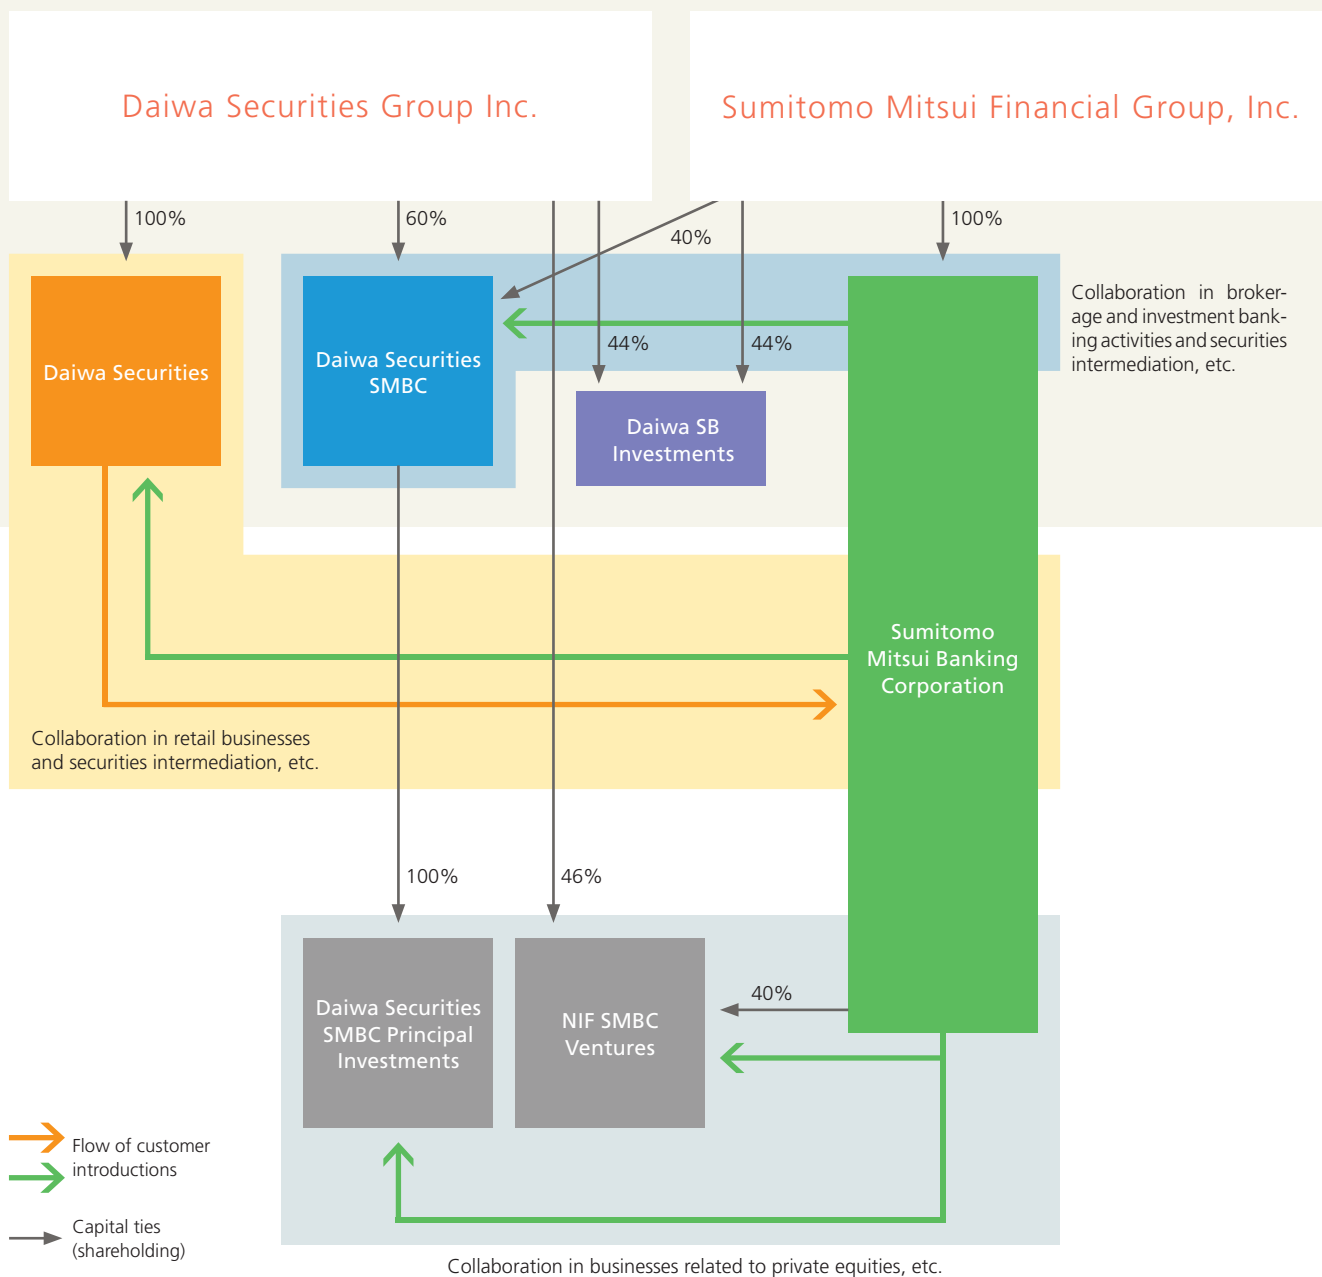 Daiwa Securities Group Inc.
Sumitomo Mitsui Financial Group, Inc.
100%
60%
40%
100%
Daiwa Securities
Daiwa Securities
SMBC
44%
44%
Daiwa SB
Investments
Collaboration in broker-
age and investment bank-
ing activities and securities
intermediation, etc.
Sumitomo
Mitsui Banking
Corporation
Collaboration in retail businesses
and securities intermediation, etc.
100%
46%
Daiwa Securities
SMBC Principal
Investments
NIF SMBC
Ventures
40%
Flow of customer
introductions
Capital ties
(shareholding)
Collaboration in businesses related to private equities, etc.